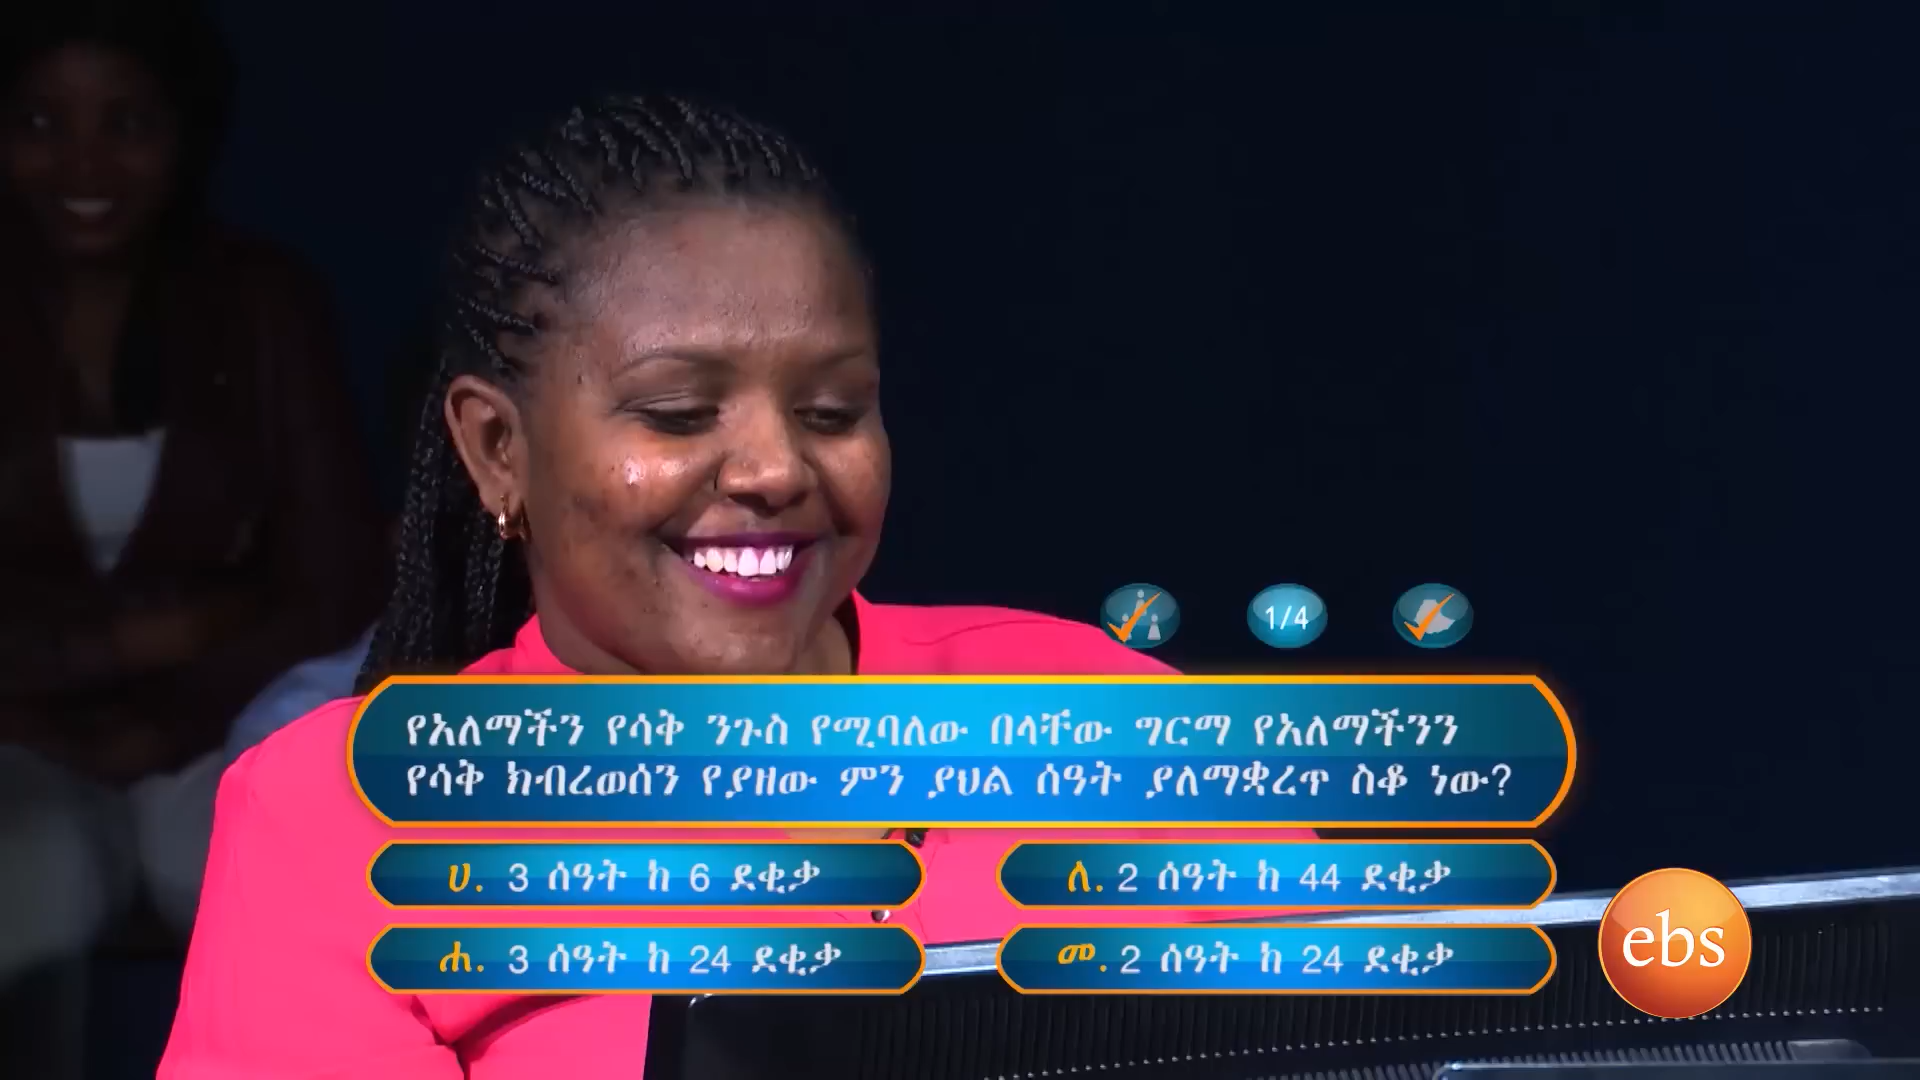 1/4
የአለማችን የሳቅ ንጉስ የሚባለው በላቸው ግርማ የአለማችንን
የሳቅ ክብረወሰን የያዘው ምን ያህል ሰዓት ያለማቋረጥ ስቆ ነው?
ሀ. 3 ሰዓት ከ 6 ደቂቃ
ለ. 2 ሰዓት ከ 44 ደቂቃ
ሐ. 3 ሰዓት ከ 24 ደቂቃ
መ. 2 ሰዓት ከ 24 ደቂቃ
ebs